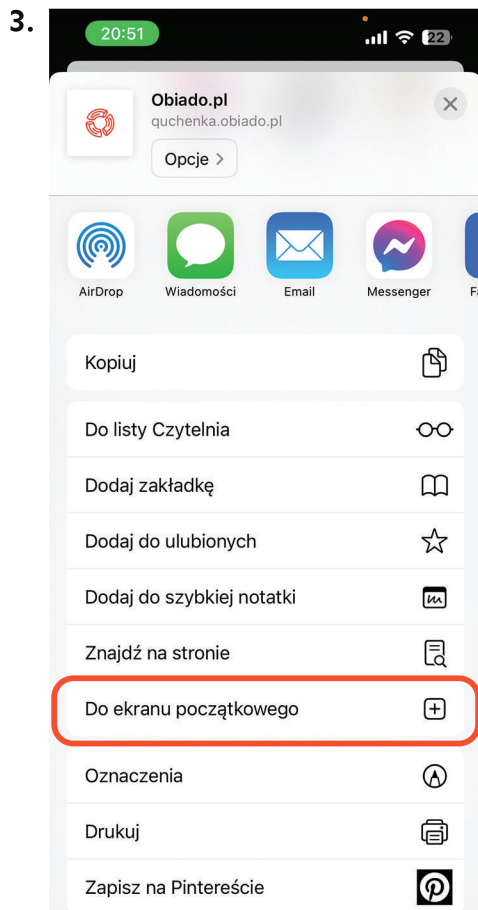 3.
20:51
22
Obiado.pl
quchenka.obiado.pl
Opcje >
AirDrop
Wiadomości
Email
Messenger
Fa
Kopiuj
Do listy Czytelnia
Dodaj zakładkę
Dodaj do ulubionych
Dodaj do szybkiej notatki
Znajdź na stronie
Do ekranu początkowego
Oznaczenia
Drukuj
Zapisz na Pintereście